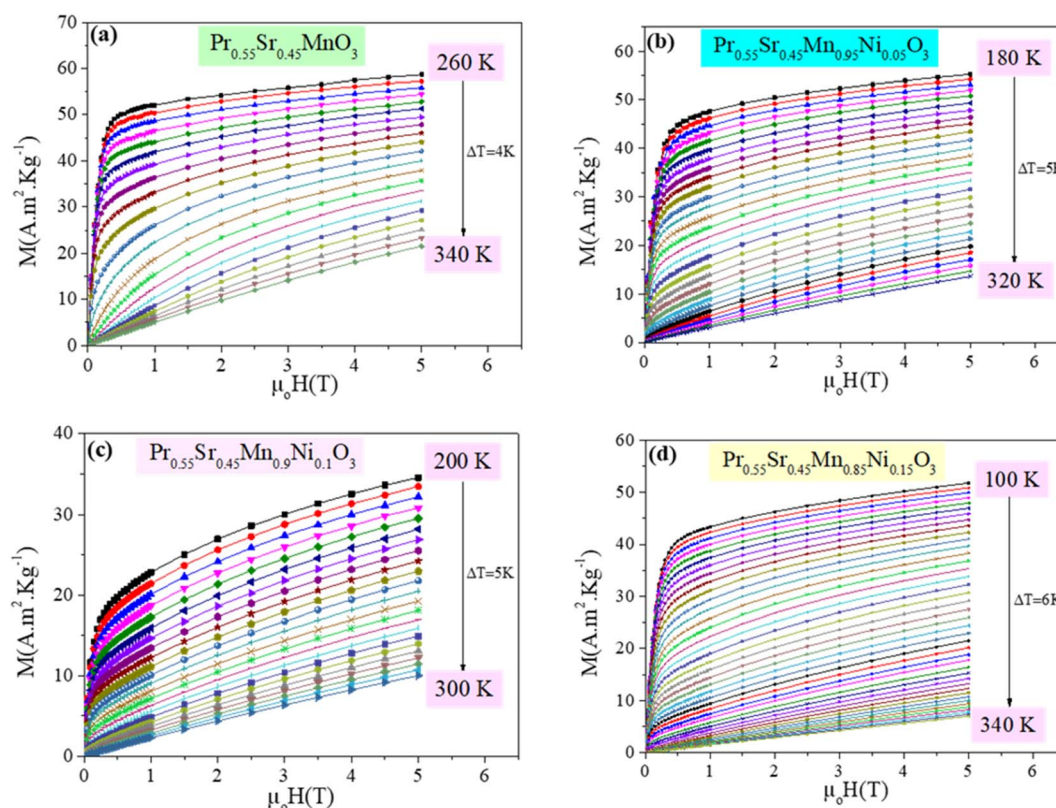 (a)
Pr0.55Sr0.45MnO3
260 K
ΔT=4K
340 K
M(A.m2.Kg-1)
70
60
50
40
30
20
10
0
0 1 2 3 4 5 6
μoH(T)
(b)
Pr0.55Sr0.45Mn0.95Ni0.05O3
180 K
ΔT=5K
320 K
M(A.m2.Kg-1)
60
50
40
30
20
10
0
0 1 2 3 4 5 6
μoH(T)
(c)
Pr0.55Sr0.45Mn0.9Ni0.1O3
200 K
ΔT=5K
300 K
M(A.m2.Kg-1)
40
30
20
10
0
0 1 2 3 4 5 6
μoH(T)
(d)
Pr0.55Sr0.45Mn0.85Ni0.15O3
100 K
ΔT=6K
340 K
M(A.m2.Kg-1)
60
50
40
30
20
10
0
0 1 2 3 4 5 6
μoH(T)